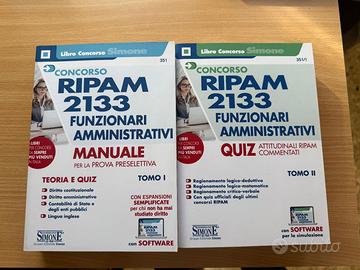 Libro Concorso Simone
351
CONCORSO
RIPAM
2133
FUNZIONARI
AMMINISTRATIVI
MANUALE
PER LA PROVA PRESELETTIVA
TEORIA E QUIZ
TOMO I
• Diritto costituzionale
• Diritto amministrativo
• Contabilità di Stato e
degli enti pubblici
• Lingua inglese
CON ESPANSIONI
SEMPLIFICATE
per chi non ha mai
studiato diritto
SIMONE
con SOFTWARE
Libro Concorso Simone
351/1
CONCORSO
RIPAM
2133
FUNZIONARI
AMMINISTRATIVI
QUIZ
ATTITUDINALI RIPAM
COMMENTATI
TOMO II
• Ragionamento logico-deduttivo
• Ragionamento logico-matematico
• Ragionamento critico-verbale
• Con quiz ufficiali degli ultimi
concorsi RIPAM
SIMONE
con SOFTWARE
per la simulazione
subito